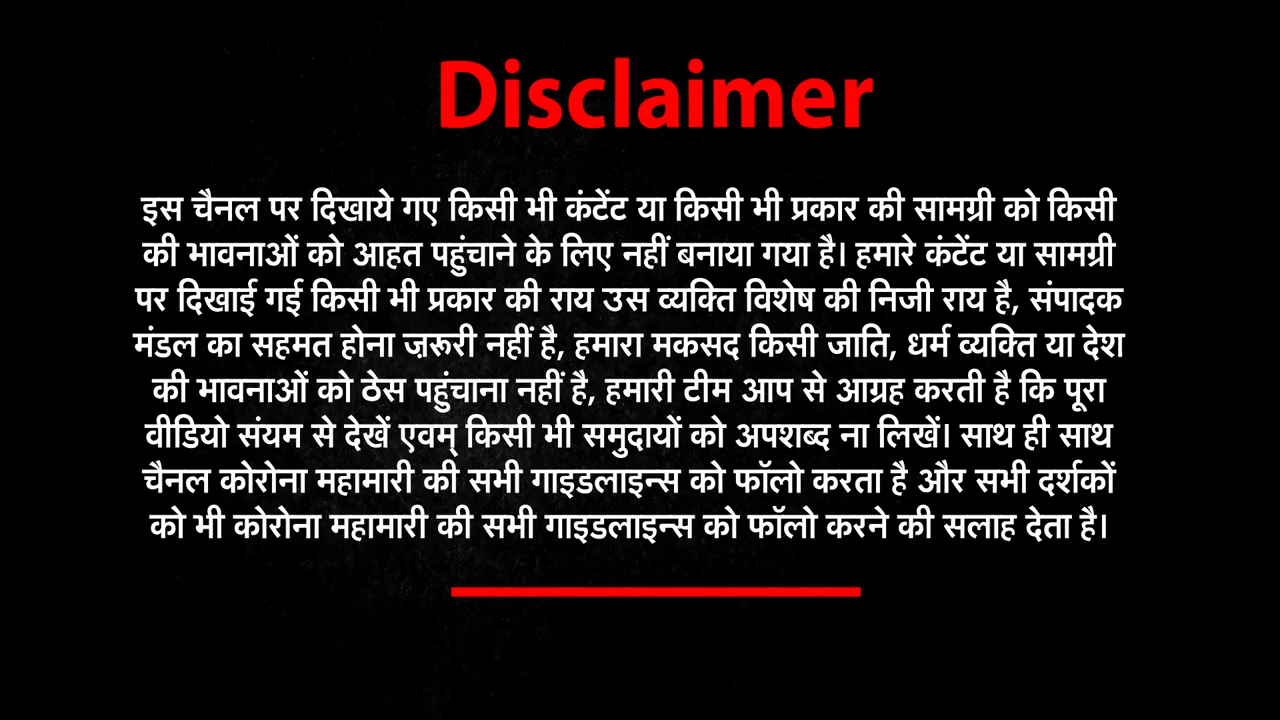 Disclaimer
इस चैनल पर दिखाये गए किसी भी कंटेंट या किसी भी प्रकार की सामग्री को किसी
की भावनाओं को आहत पहुंचाने के लिए नहीं बनाया गया है। हमारे कंटेंट या सामग्री
पर दिखाई गई किसी भी प्रकार की राय उस व्यक्ति विशेष की निजी राय है, संपादक
मंडल का सहमत होना ज़रूरी नहीं है, हमारा मकसद किसी जाति, धर्म व्यक्ति या देश
की भावनाओं को ठेस पहुंचाना नहीं है, हमारी टीम आप से आग्रह करती है कि पूरा
वीडियो संयम से देखें एवम् किसी भी समुदायों को अपशब्द ना लिखें। साथ ही साथ
चैनल कोरोना महामारी की सभी गाइडलाइन्स को फॉलो करता है और सभी दर्शकों
को भी कोरोना महामारी की सभी गाइडलाइन्स को फॉलो करने की सलाह देता है।